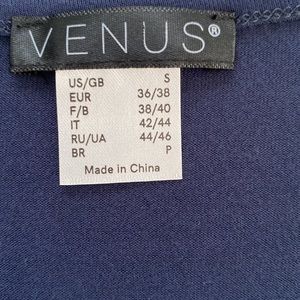 VENUS®
US/GB S
EUR 36/38
F/B 38/40
IT 42/44
RU/UA 44/46
BR P
Made in China